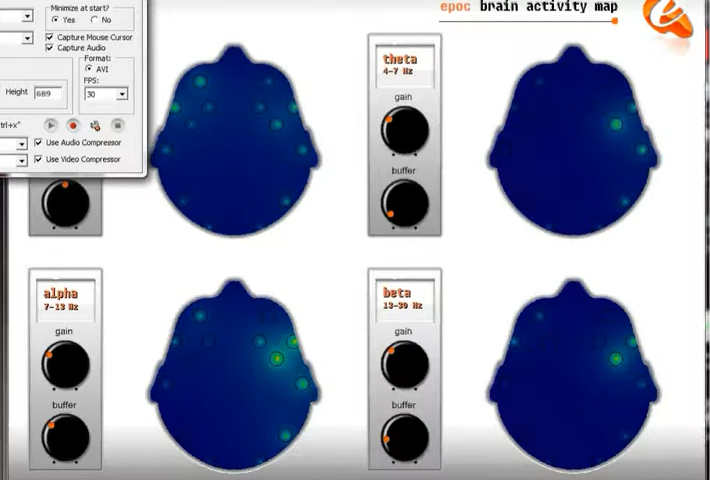 Minimize at start?
Yes No
Capture Mouse Cursor
Capture Audio
Format:
AVI
FPS:
Height 689
30
trl+x"
Use Audio Compressor
Use Video Compressor
epoc brain activity map
theta
4-7 Hz
gain
buffer
alpha
7-13 Hz
gain
buffer
beta
13-30 Hz
gain
buffer